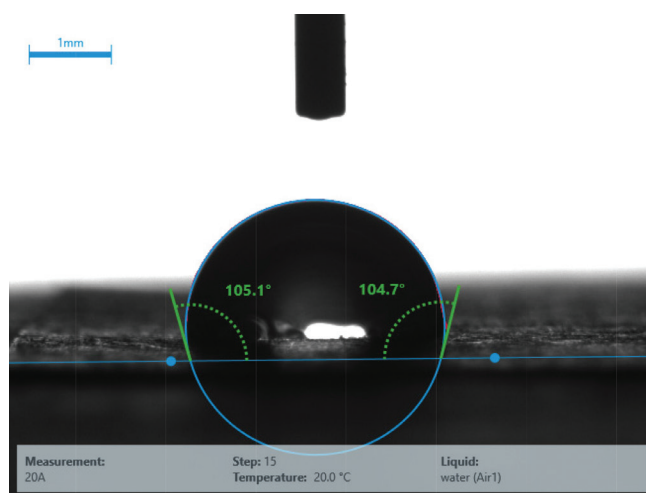 1mm
105.1°
104.7°
Measurement:
20A
Step: 15
Temperature: 20.0 °C
Liquid:
water (Air1)